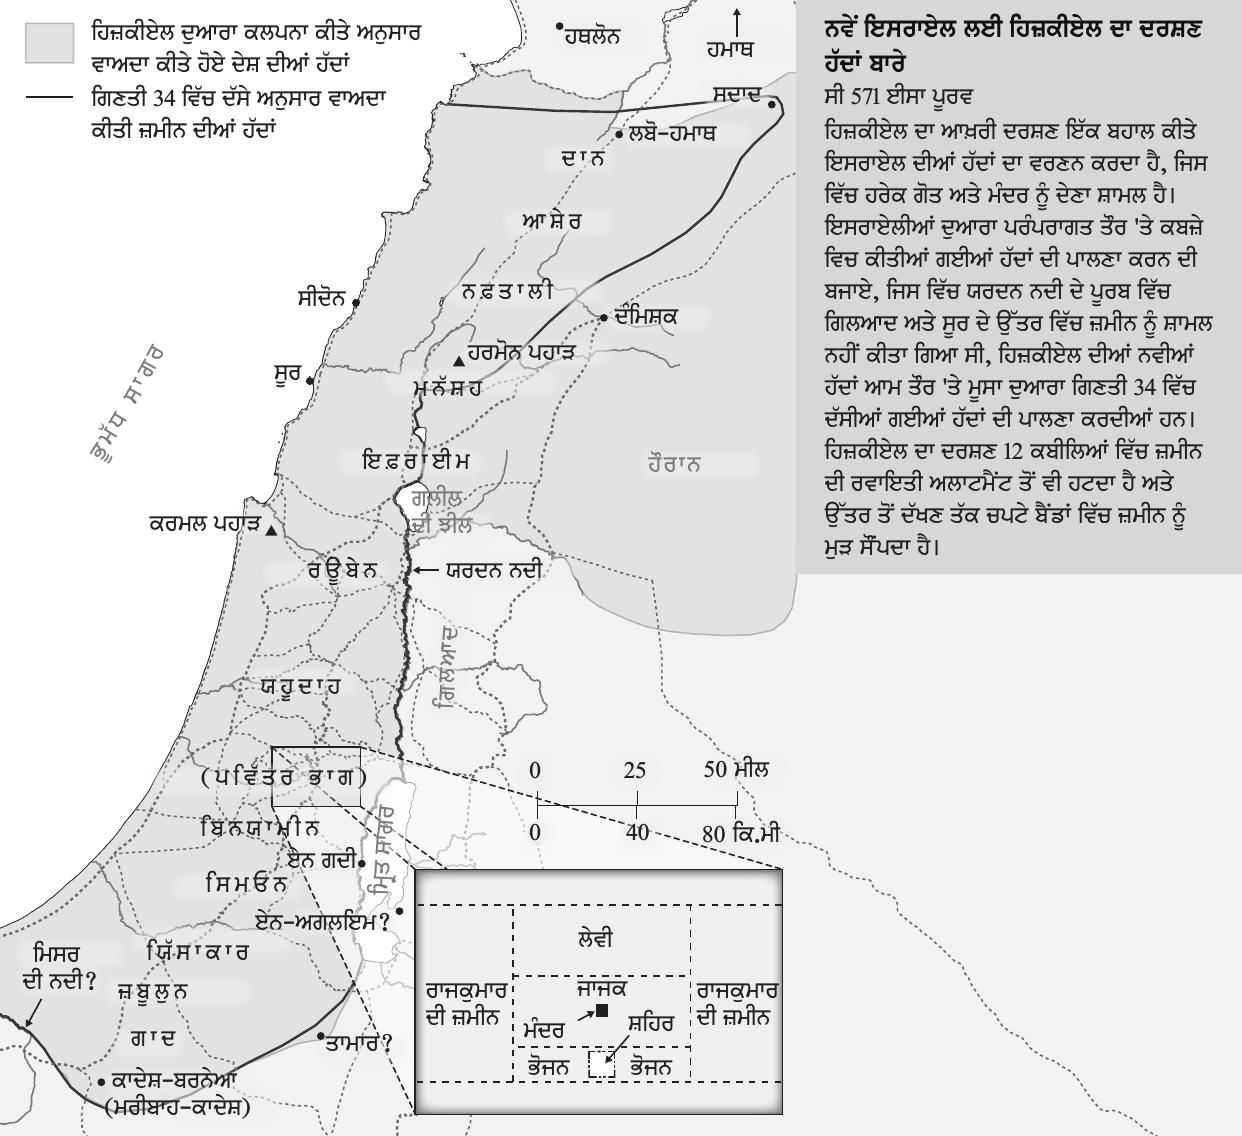 ਹਿਜ਼ਕੀਏਲ ਦੁਆਰਾ ਕਲਪਨਾ ਕੀਤੇ ਅਨੁਸਾਰ
ਵਾਅਦਾ ਕੀਤੇ ਹੋਏ ਦੇਸ਼ ਦੀਆਂ ਹੱਦਾਂ
ਗਿਣਤੀ 34 ਵਿੱਚ ਦੱਸੇ ਅਨੁਸਾਰ ਵਾਅਦਾ
ਕੀਤੀ ਜ਼ਮੀਨ ਦੀਆਂ ਹੱਦਾਂ
ਨਵੇਂ ਇਸਰਾਏਲ ਲਈ ਹਿਜ਼ਕੀਏਲ ਦਾ ਦਰਸ਼ਣ
ਹੱਦਾਂ ਬਾਰੇ
ਸੀ 571 ਈਸਾ ਪੂਰਵ
ਹਿਜ਼ਕੀਏਲ ਦਾ ਆਖ਼ਰੀ ਦਰਸ਼ਣ ਇੱਕ ਬਹਾਲ ਕੀਤੇ
ਇਸਰਾਏਲ ਦੀਆਂ ਹੱਦਾਂ ਦਾ ਵਰਣਨ ਕਰਦਾ ਹੈ, ਜਿਸ
ਵਿੱਚ ਹਰੇਕ ਗੋਤ ਅਤੇ ਮੰਦਰ ਨੂੰ ਦੇਣਾ ਸ਼ਾਮਲ ਹੈ।
ਇਸਰਾਏਲੀਆਂ ਦੁਆਰਾ ਪਰੰਪਰਾਗਤ ਤੌਰ 'ਤੇ ਕਬਜ਼ੇ
ਵਿਚ ਕੀਤੀਆਂ ਗਈਆਂ ਹੱਦਾਂ ਦੀ ਪਾਲਣਾ ਕਰਨ ਦੀ
ਬਜਾਏ, ਜਿਸ ਵਿੱਚ ਯਰਦਨ ਨਦੀ ਦੇ ਪੂਰਬ ਵਿੱਚ
ਗਿਲਆਦ ਅਤੇ ਸੂਰ ਦੇ ਉੱਤਰ ਵਿੱਚ ਜ਼ਮੀਨ ਨੂੰ ਸ਼ਾਮਲ
ਨਹੀਂ ਕੀਤਾ ਗਿਆ ਸੀ, ਹਿਜ਼ਕੀਏਲ ਦੀਆਂ ਨਵੀਆਂ
ਹੱਦਾਂ ਆਮ ਤੌਰ 'ਤੇ ਮੂਸਾ ਦੁਆਰਾ ਗਿਣਤੀ 34 ਵਿੱਚ
ਦੱਸੀਆਂ ਗਈਆਂ ਹੱਦਾਂ ਦੀ ਪਾਲਣਾ ਕਰਦੀਆਂ ਹਨ।
ਹਿਜ਼ਕੀਏਲ ਦਾ ਦਰਸ਼ਣ 12 ਕਬੀਲਿਆਂ ਵਿੱਚ ਜ਼ਮੀਨ
ਦੀ ਰਵਾਇਤੀ ਅਲਾਟਮੈਂਟ ਤੋਂ ਵੀ ਹਟਦਾ ਹੈ ਅਤੇ
ਉੱਤਰ ਤੋਂ ਦੱਖਣ ਤੱਕ ਚਪਟੇ ਬੈਂਡਾਂ ਵਿੱਚ ਜ਼ਮੀਨ ਨੂੰ
ਮੁੜ ਸੌਂਪਦਾ ਹੈ।
ਹਥਲੋਨ
ਹਮਾਥ
ਸਦਾਦ
ਲਬੋ-ਹਮਾਥ
ਦਾਨ
ਆਸ਼ੇਰ
ਨਫ਼ਤਾਲੀ
ਸੀਦੋਨ
ਦੰਮਿਸ਼ਕ
ਹਰਮੋਨ ਪਹਾੜ
ਸੂਰ
ਮਨੱਸ਼ਹ
ਭੂਮੱਧ ਸਾਗਰ
ਇਫ਼ਰਾਈਮ
ਹੌਰਾਨ
ਗਲੀਲ
ਦੀ ਝੀਲ
ਕਰਮਲ ਪਹਾੜ
ਰਊਬੇਨ
ਯਰਦਨ ਨਦੀ
ਗਿਲਆਦ
ਯਹੂਦਾਹ
(ਪਵਿੱਤਰ ਭਾਗ)
0 25 50 ਮੀਲ
0 40 80 ਕਿ.ਮੀ
ਬਿਨਯਾਮੀਨ
ਮ੍ਰਿਤ ਸਾਗਰ
ਏਨ ਗਦੀ
ਸਿਮਓਨ
ਏਨ-ਅਗਲਇਮ?
ਮਿਸਰ
ਦੀ ਨਦੀ?
ਯਿੱਸਾਕਾਰ
ਜ਼ਬੂਲੁਨ
ਗਾਦ
ਤਾਮਾਰ?
ਕਾਦੇਸ਼-ਬਰਨੇਆ
(ਮਰੀਬਾਹ-ਕਾਦੇਸ਼)
ਲੇਵੀ
ਰਾਜਕੁਮਾਰ
ਦੀ ਜ਼ਮੀਨ
ਜਾਜਕ
ਮੰਦਰ
ਸ਼ਹਿਰ
ਰਾਜਕੁਮਾਰ
ਦੀ ਜ਼ਮੀਨ
ਭੋਜਨ
ਭੋਜਨ